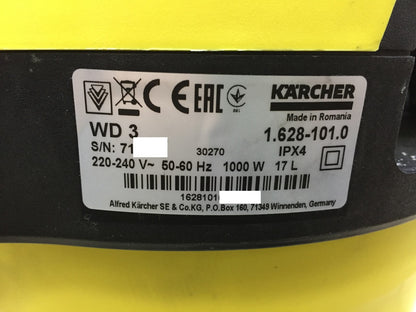 CE EAC KÄRCHER
Made in Romania
WD 3 1.628-101.0
S/N: 71 30270 IPX4
220-240 V~ 50-60 Hz 1000 W 17 L
1628101
Alfred Kärcher SE & Co.KG, P.O.Box 160, 71349 Winnenden, Germany